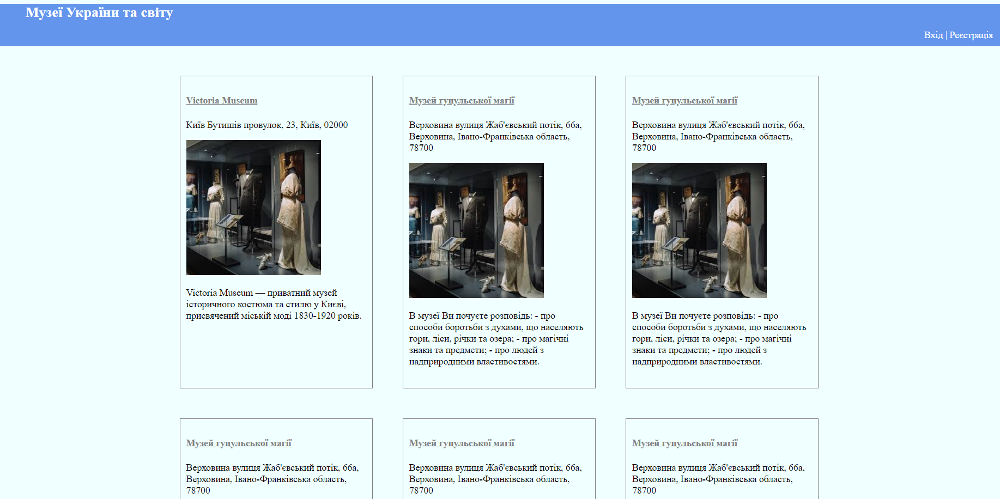 Музеї України та світу
Вхід | Реєстрація
Victoria Museum
Київ Бутишів провулок, 23, Київ, 02000
Victoria Museum — приватний музей
історичного костюма та стилю у Києві,
присвячений міській моді 1830-1920 років.
Музей гуцульської магії
Верховина вулиця Жаб'євський потік, 66а,
Верховина, Івано-Франківська область,
78700
В музеї Ви почуєте розповідь: - про
способи боротьби з духами, що населяють
гори, ліси, річки та озера; - про магічні
знаки та предмети; - про людей з
надприродними властивостями.
Музей гуцульської магії
Верховина вулиця Жаб'євський потік, 66а,
Верховина, Івано-Франківська область,
78700
В музеї Ви почуєте розповідь: - про
способи боротьби з духами, що населяють
гори, ліси, річки та озера; - про магічні
знаки та предмети; - про людей з
надприродними властивостями.
Музей гуцульської магії
Верховина вулиця Жаб'євський потік, 66а,
Верховина, Івано-Франківська область,
78700
Музей гуцульської магії
Верховина вулиця Жаб'євський потік, 66а,
Верховина, Івано-Франківська область,
78700
Музей гуцульської магії
Верховина вулиця Жаб'євський потік, 66а,
Верховина, Івано-Франківська область,
78700